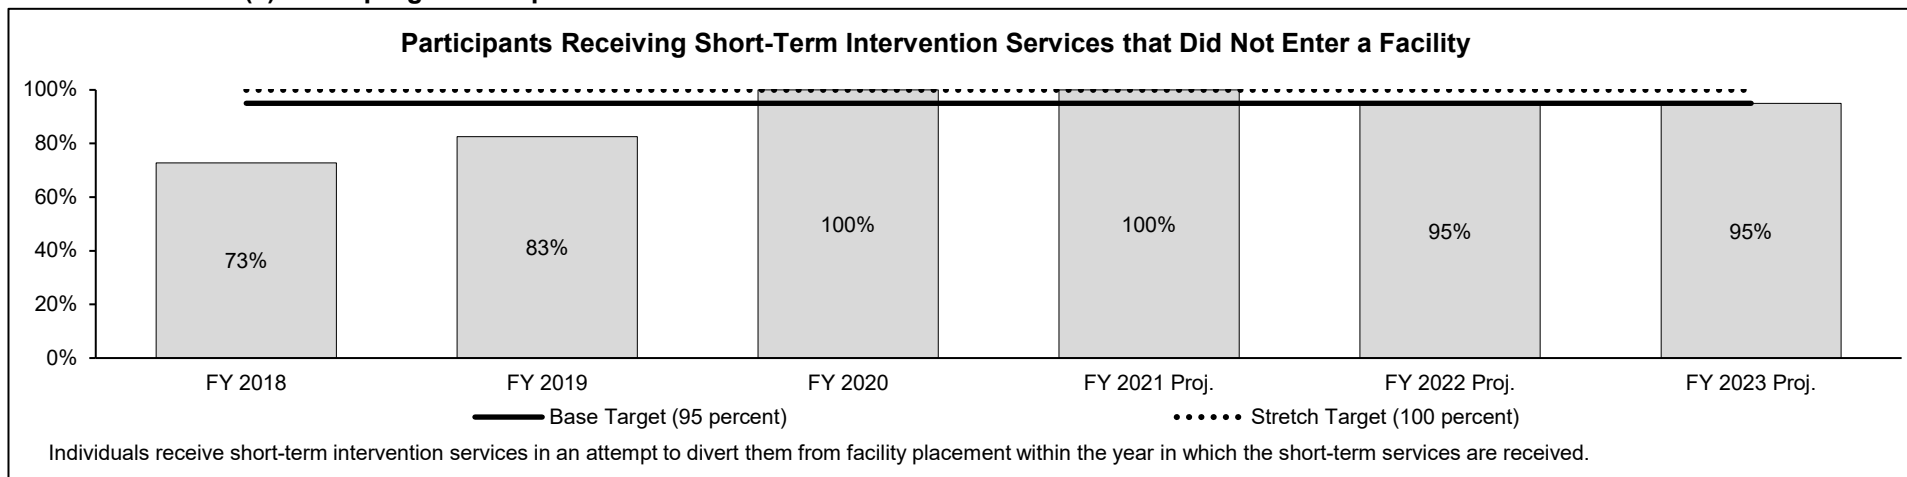 Participants Receiving Short-Term Intervention Services that Did Not Enter a Facility
100%
80%
60%
40%
20%
0%
73%
83%
100%
100%
95%
95%
FY 2018
FY 2019
FY 2020
FY 2021 Proj.
FY 2022 Proj.
FY 2023 Proj.
Base Target (95 percent)
Stretch Target (100 percent)
Individuals receive short-term intervention services in an attempt to divert them from facility placement within the year in which the short-term services are received.